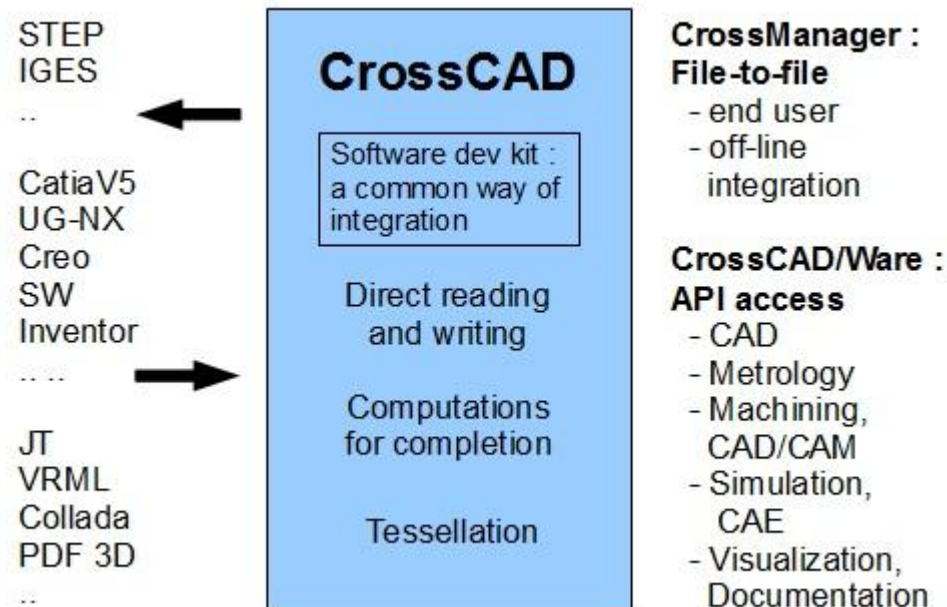 STEP
IGES
..
CatiaV5
UG-NX
Creo
SW
Inventor
.. ..
JT
VRML
Collada
PDF 3D
..
CrossCAD
Software dev kit :
a common way of
integration
Direct reading
and writing
Computations
for completion
Tessellation
CrossManager :
File-to-file
- end user
- off-line
integration
CrossCAD/Ware :
API access
- CAD
- Metrology
- Machining,
CAD/CAM
- Simulation,
CAE
- Visualization,
Documentation